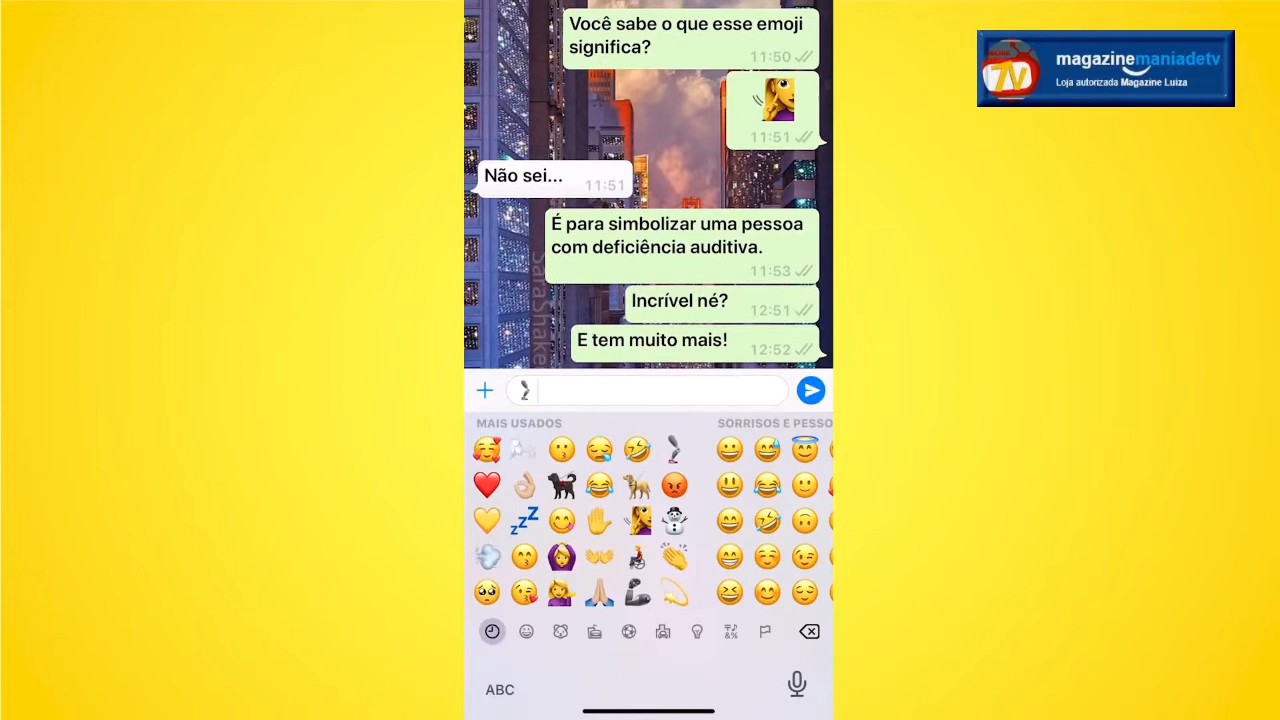 Você sabe o que esse emoji
significa?
11:50
11:51
Não sei...
11:51
É para simbolizar uma pessoa
com deficiência auditiva.
11:53
Incrível né?
12:51
E tem muito mais!
12:52
SaraShake
MAIS USADOS
SORRISOS E PESSO
ABC
7V
magazinemaniadetv
Loja autorizada Magazine Luiza